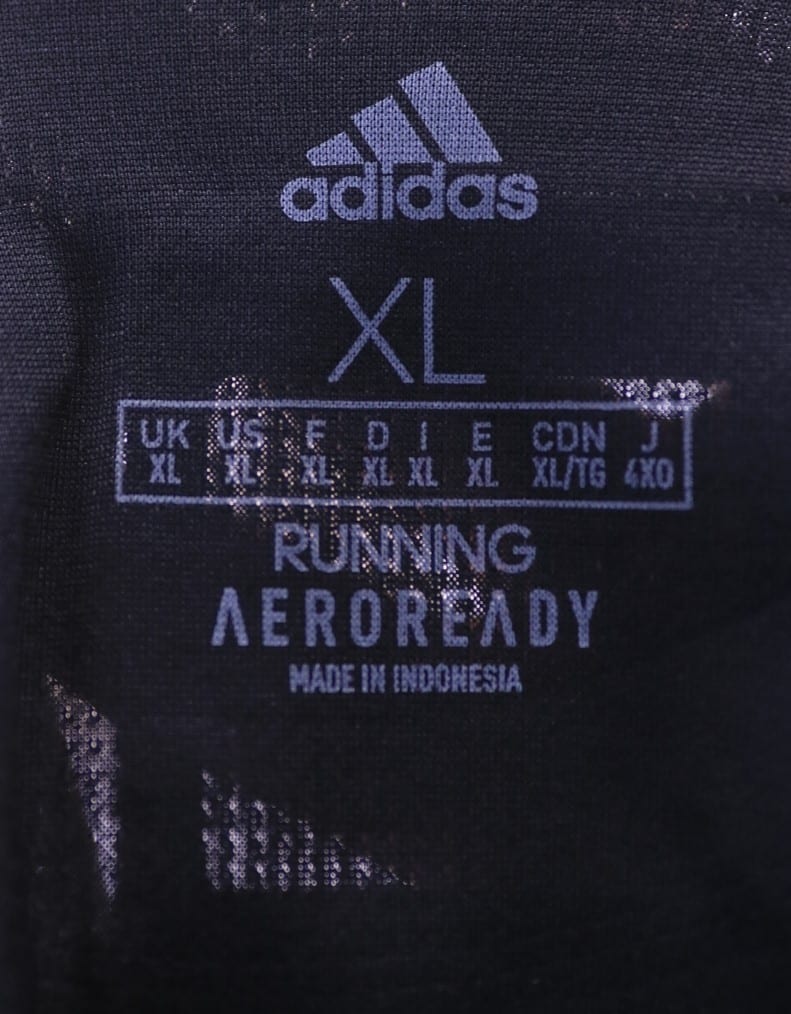 adidas
XL
UK US F D I E CDN J
XL XL XL XL XL XL XL/TG 4XO
RUNNING
AEROREADY
MADE IN INDONESIA